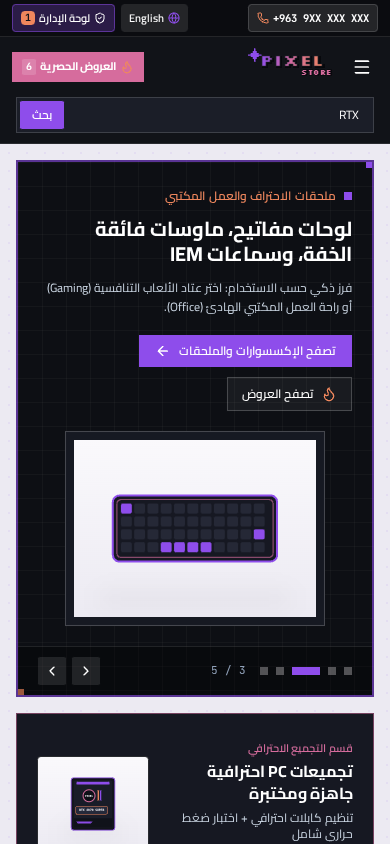 +963 9XX XXX XXX
English
لوحة الإدارة 1
PIXEL
STORE
العروض الحصرية 6
RTX
بحث
ملحقات الاحتراف والعمل المكتبي
لوحات مفاتيح، ماوسات فائقة
الخفة، وسماعات IEM
فرز ذكي حسب الاستخدام: اختر عتاد الألعاب التنافسية (Gaming)
أو راحة العمل المكتبي الهادئ (Office).
تصفح الإكسسوارات والملحقات
تصفح العروض
3 / 5
قسم التجميع الاحترافي
تجميعات PC احترافية
جاهزة ومختبرة
تنظيم كابلات احترافي + اختبار ضغط
حراري شامل